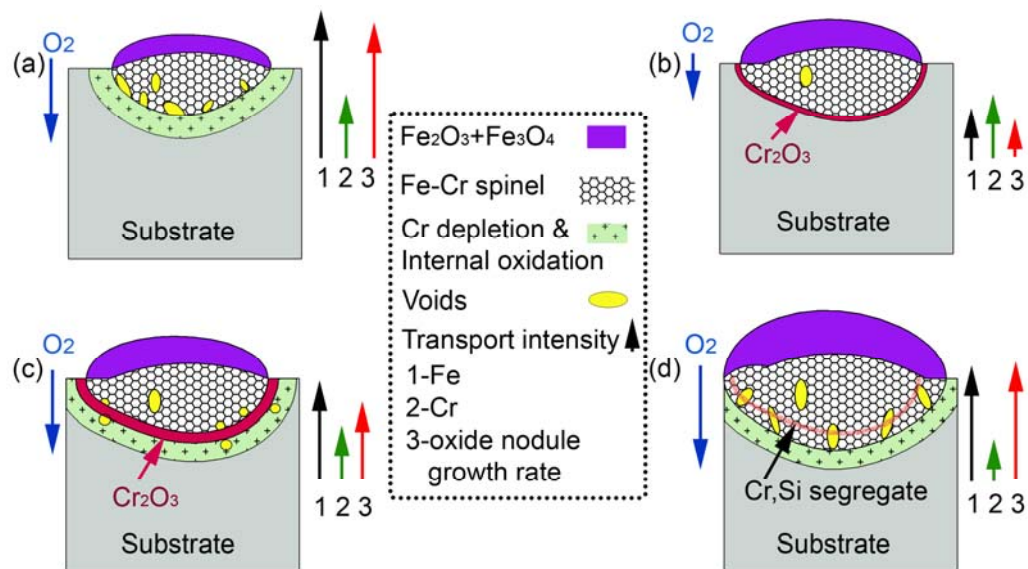 (a)
O₂
1 2 3
Substrate
(b)
O₂
Cr₂O₃
1 2 3
Substrate
Fe₂O₃+Fe₃O₄
Fe-Cr spinel
Cr depletion &
Internal oxidation
Voids
Transport intensity
1-Fe
2-Cr
3-oxide nodule
growth rate
(c)
O₂
Cr₂O₃
1 2 3
Substrate
(d)
O₂
Cr,Si segregate
1 2 3
Substrate